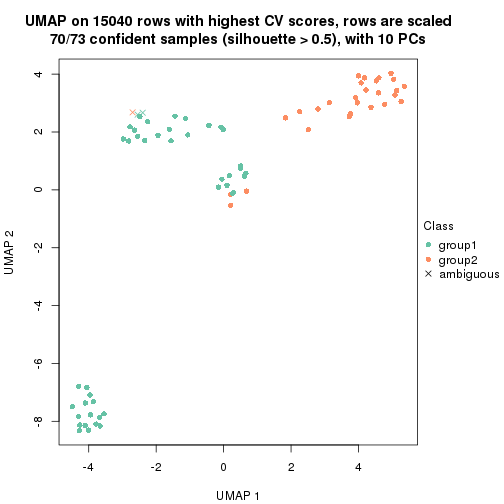 UMAP on 15040 rows with highest CV scores, rows are scaled
70/73 confident samples (silhouette > 0.5), with 10 PCs
4
2
0
-2
-4
-6
-8
UMAP 2
-4
-2
0
2
4
UMAP 1
Class
group1
group2
ambiguous